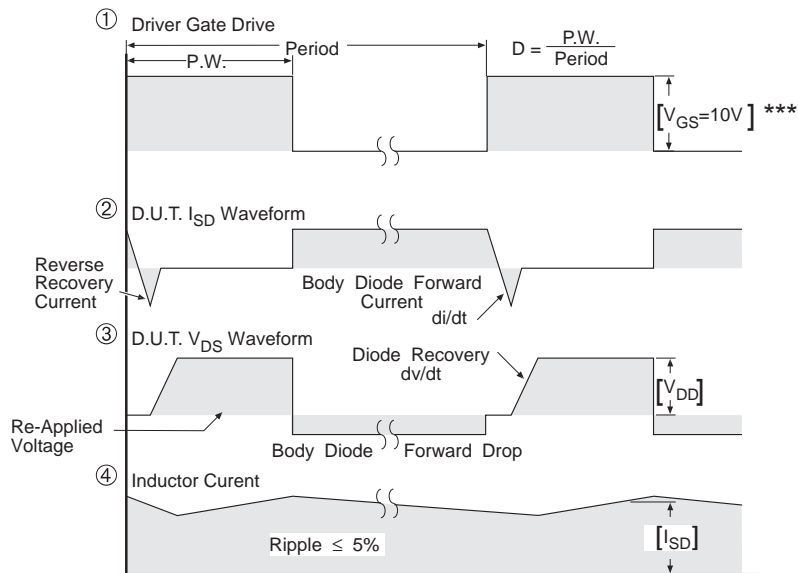 ① Driver Gate Drive
Period
P.W.
D = P.W. / Period
[VGS=10V] ***
② D.U.T. ISD Waveform
Reverse
Recovery
Current
Body Diode Forward
Current
di/dt
③ D.U.T. VDS Waveform
Diode Recovery
dv/dt
[VDD]
Re-Applied
Voltage
Body Diode Forward Drop
④ Inductor Curent
Ripple ≤ 5%
[ISD]